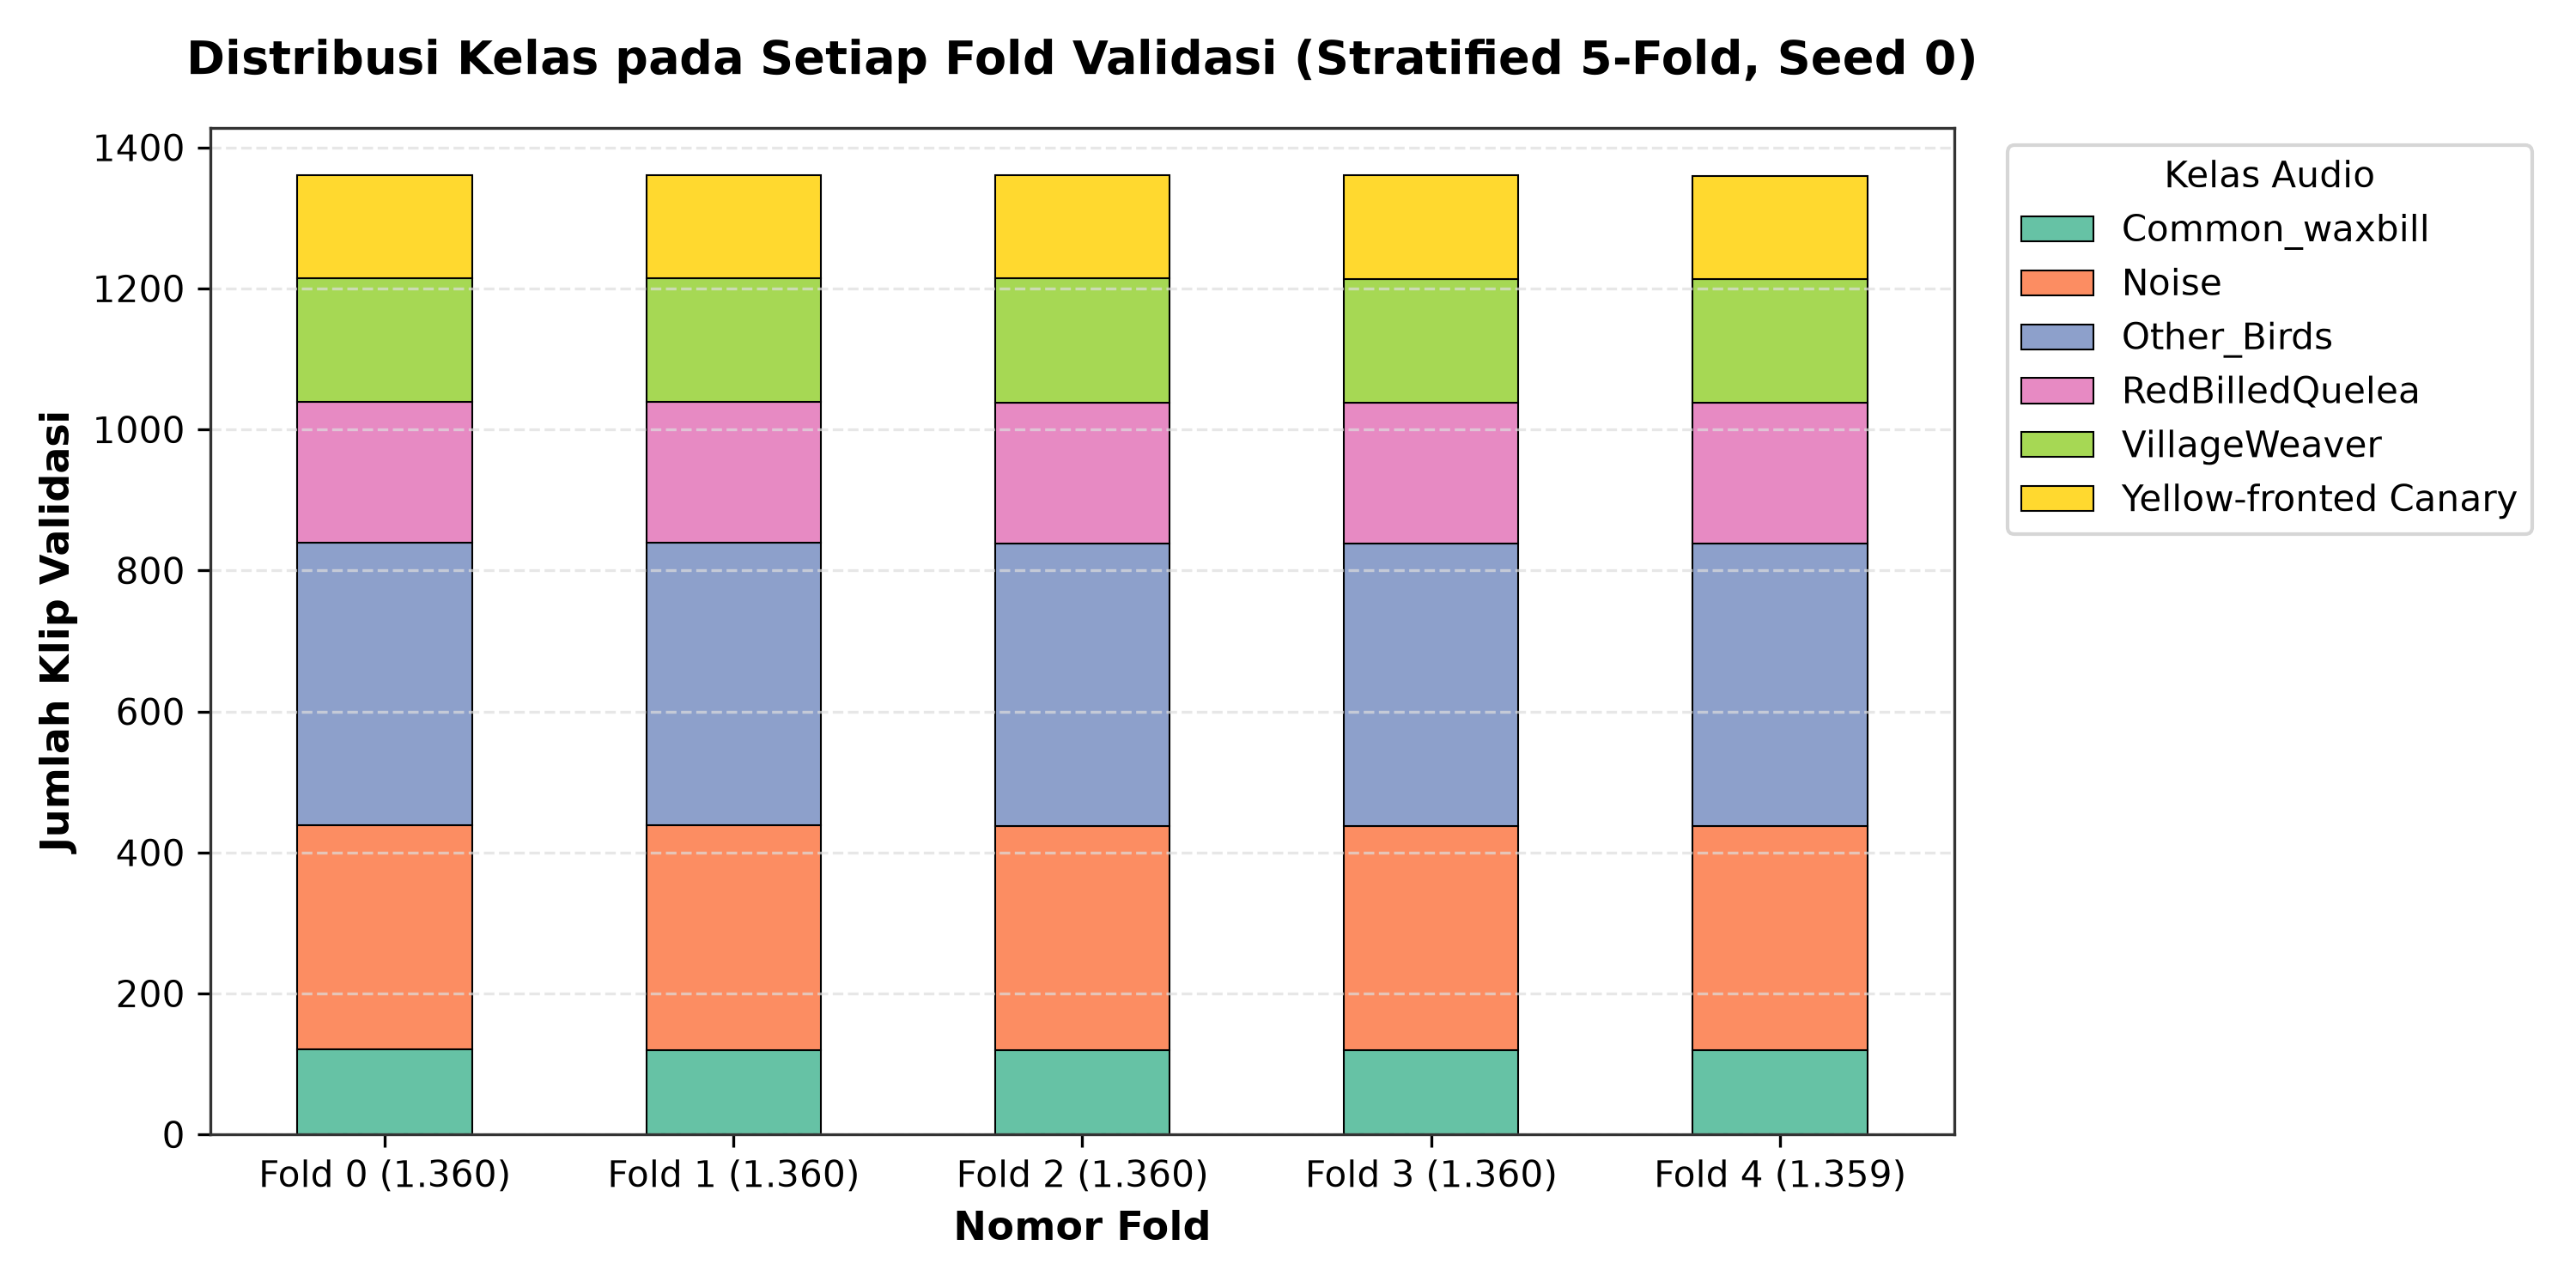 Distribusi Kelas pada Setiap Fold Validasi (Stratified 5-Fold, Seed 0)
Jumlah Klip Validasi
1400
1200
1000
800
600
400
200
0
Fold 0 (1.360) Fold 1 (1.360) Fold 2 (1.360) Fold 3 (1.360) Fold 4 (1.359)
Nomor Fold
Kelas Audio
Common_waxbill
Noise
Other_Birds
RedBilledQuelea
VillageWeaver
Yellow-fronted Canary